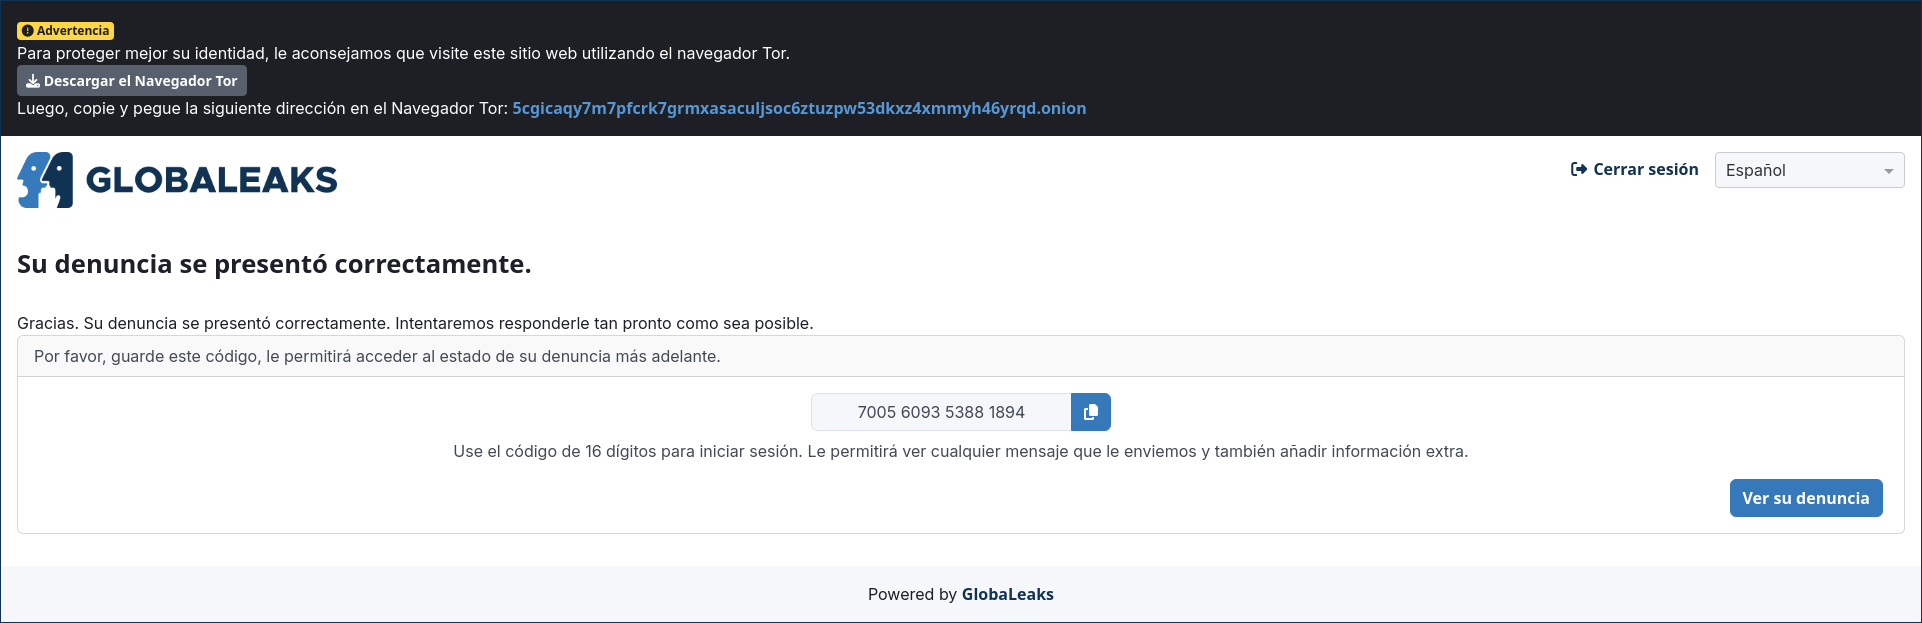 Advertencia
Para proteger mejor su identidad, le aconsejamos que visite este sitio web utilizando el navegador Tor.
Descargar el Navegador Tor
Luego, copie y pegue la siguiente dirección en el Navegador Tor: 5cgicaqy7m7pfcrk7grmxasaculjsoc6ztuzpw53dkxz4xmmyh46yrqd.onion
GLOBALEAKS
Cerrar sesión
Español
Su denuncia se presentó correctamente.
Gracias. Su denuncia se presentó correctamente. Intentaremos responderle tan pronto como sea posible.
Por favor, guarde este código, le permitirá acceder al estado de su denuncia más adelante.
7005 6093 5388 1894
Use el código de 16 dígitos para iniciar sesión. Le permitirá ver cualquier mensaje que le enviemos y también añadir información extra.
Ver su denuncia
Powered by GlobaLeaks